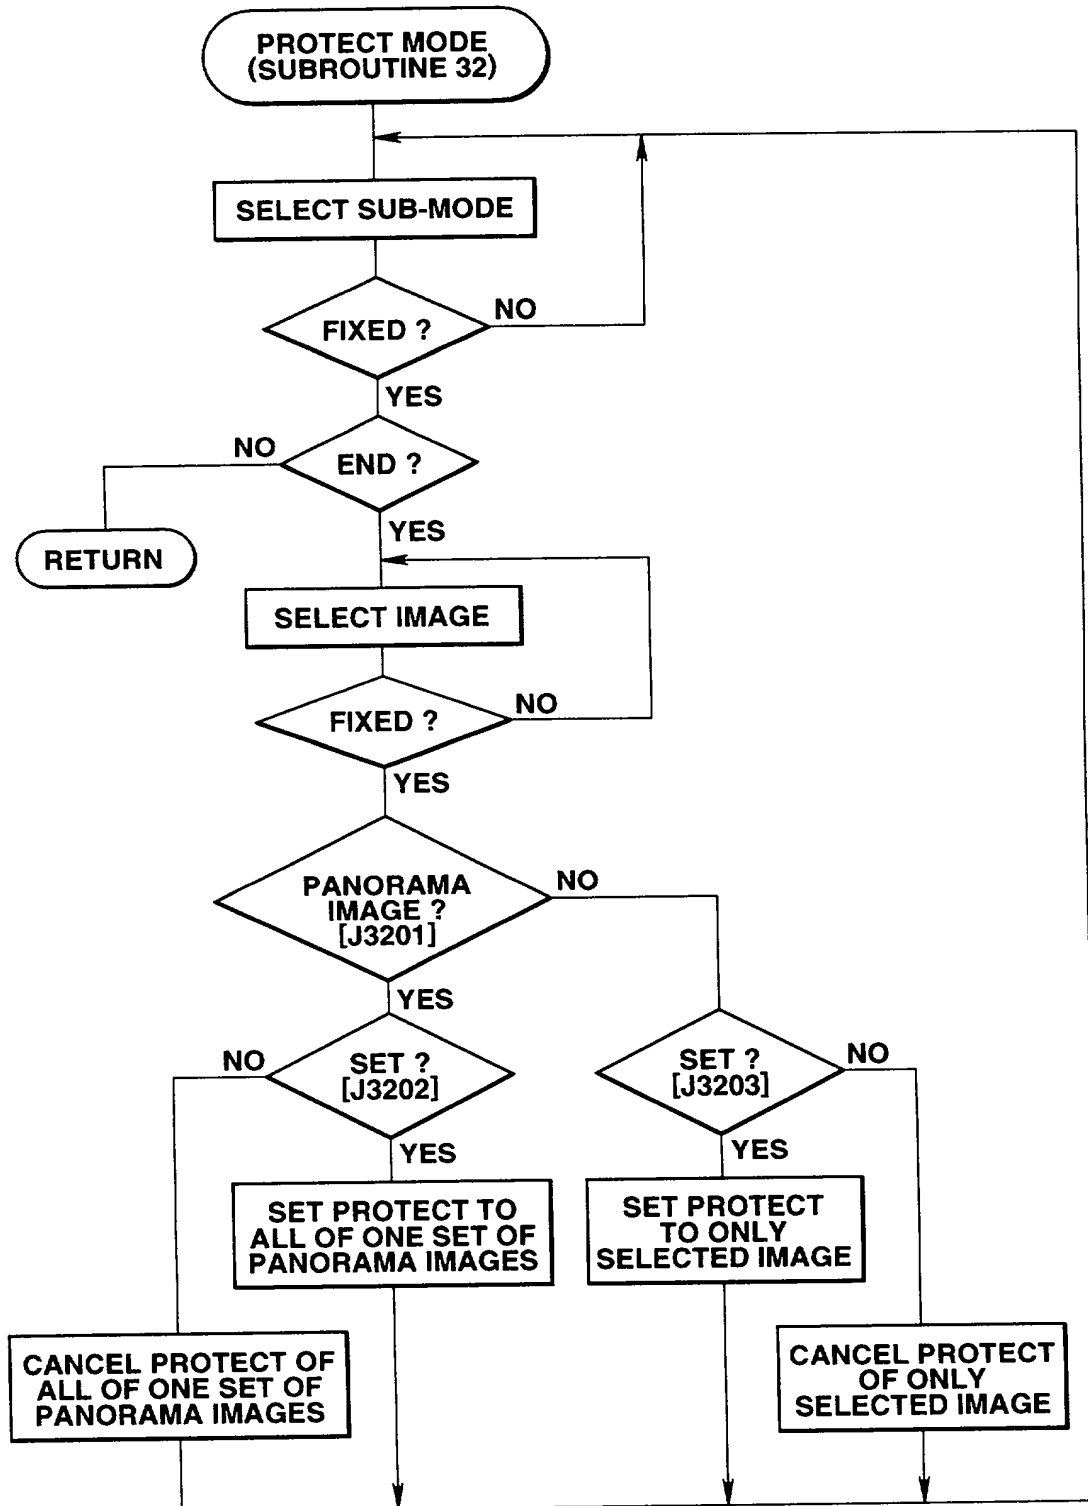 PROTECT MODE
(SUBROUTINE 32)
SELECT SUB-MODE
FIXED ?
NO
YES
NO
END ?
YES
RETURN
SELECT IMAGE
FIXED ?
NO
YES
PANORAMA
IMAGE ?
[J3201]
NO
YES
NO
SET ?
[J3202]
YES
SET ?
[J3203]
NO
YES
SET PROTECT TO
ALL OF ONE SET OF
PANORAMA IMAGES
SET PROTECT
TO ONLY
SELECTED IMAGE
CANCEL PROTECT OF
ALL OF ONE SET OF
PANORAMA IMAGES
CANCEL PROTECT
OF ONLY
SELECTED IMAGE